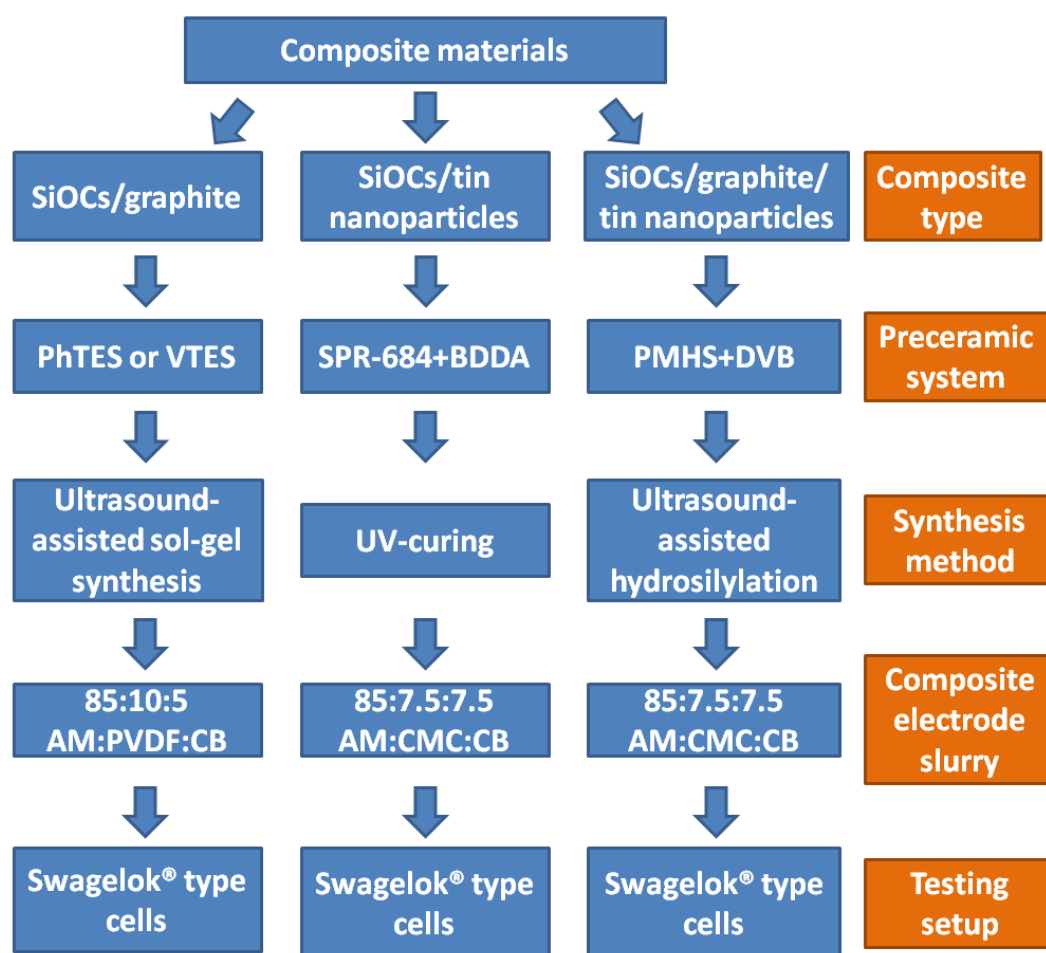 Composite materials
SiOCs/graphite
SiOCs/tin
nanoparticles
SiOCs/graphite/
tin nanoparticles
Composite
type
PhTES or VTES
SPR-684+BDDA
PMHS+DVB
Preceramic
system
Ultrasound-
assisted sol-gel
synthesis
UV-curing
Ultrasound-
assisted
hydrosilylation
Synthesis
method
85:10:5
AM:PVDF:CB
85:7.5:7.5
AM:CMC:CB
85:7.5:7.5
AM:CMC:CB
Composite
electrode
slurry
Swagelok® type
cells
Swagelok® type
cells
Swagelok® type
cells
Testing
setup